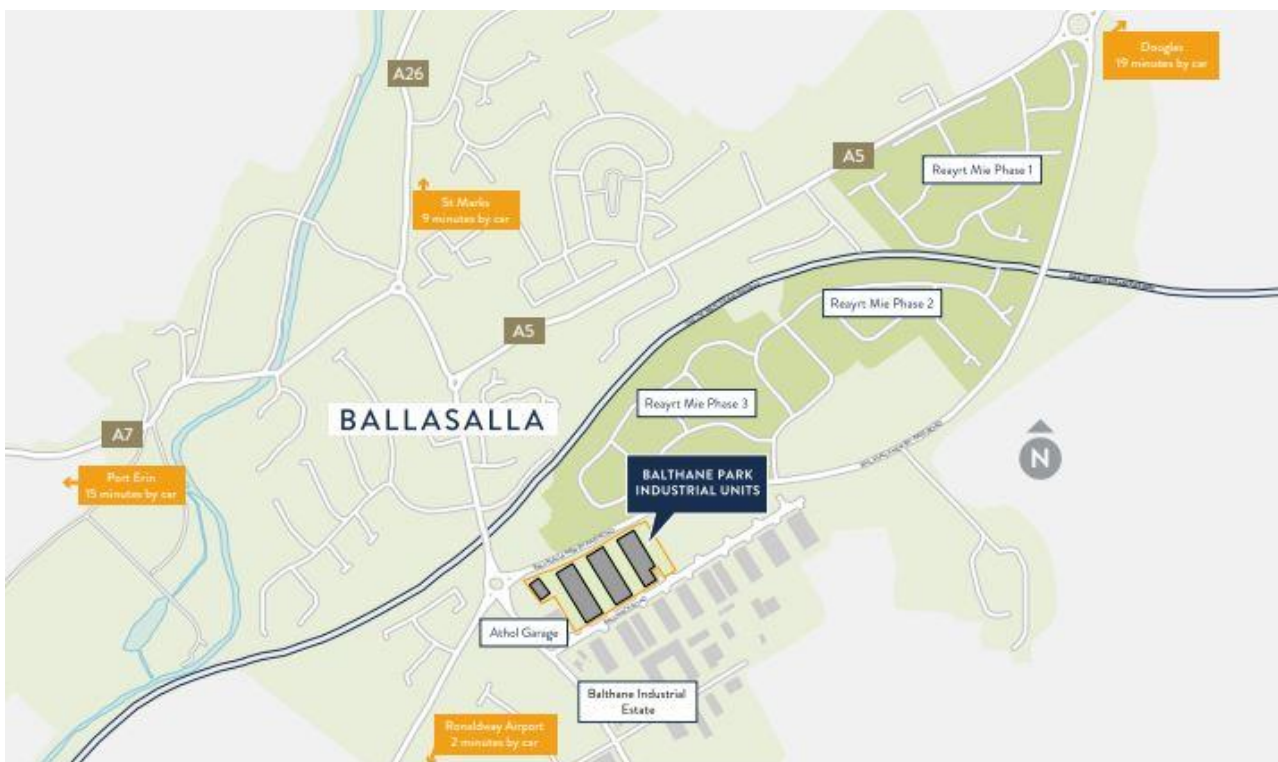 Douglas
19 minutes by car
A26
A5
Reayrt Mie Phase 1
St Marks
9 minutes by car
Reayrt Mie Phase 2
A5
Reayrt Mie Phase 3
BALLASALLA
A7
N
Port Erin
15 minutes by car
BALTHANE PARK
INDUSTRIAL UNITS
Athol Garage
Balthane Industrial
Estate
Ronaldway Airport
2 minutes by car